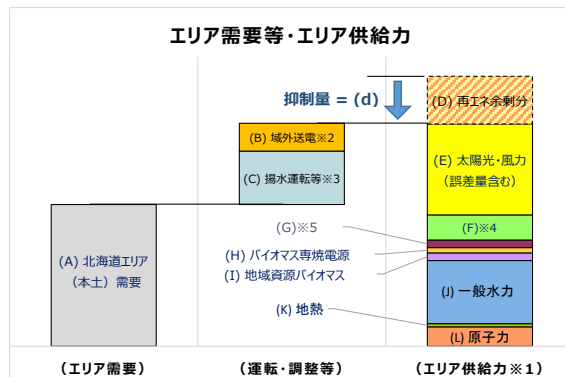 エリア需要等・エリア供給力
抑制量 = (d)
(D) 再エネ余剰分
(B) 域外送電※2
(C) 揚水運転等※3
(E) 太陽光・風力
（誤差量含む）
(A) 北海道エリア
（本土）需要
(F)※4
(G)※5
(H) バイオマス専焼電源
(I) 地域資源バイオマス
(J) 一般水力
(K) 地熱
(L) 原子力
（エリア需要）
（運転・調整等）
（エリア供給力※1）